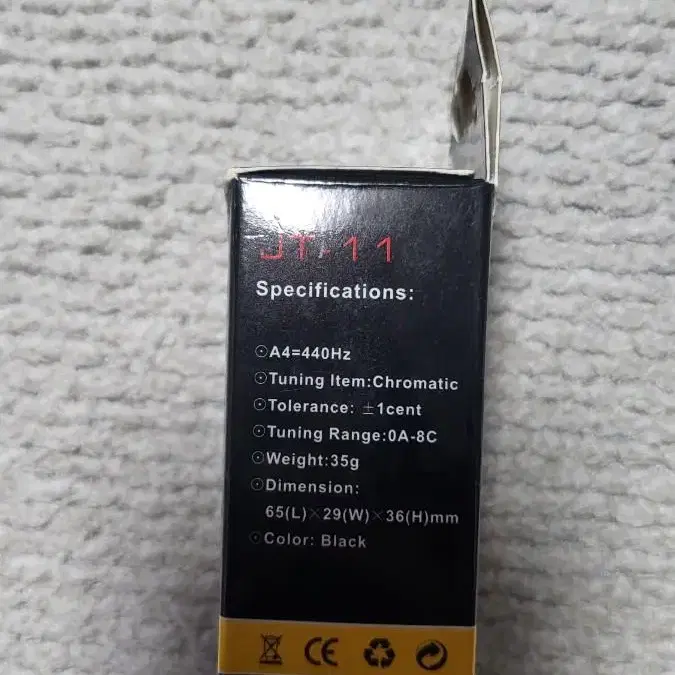 JT-11
Specifications:
⊙A4=440Hz
⊙Tuning Item:Chromatic
⊙Tolerance: ±1cent
⊙Tuning Range:0A-8C
⊙Weight:35g
⊙Dimension:
65(L)×29(W)×36(H)mm
⊙Color: Black
CE